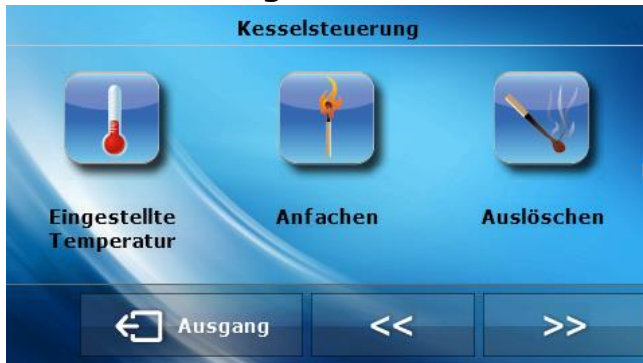 Kesselsteuerung
Eingestellte
Temperatur
Anfachen
Auslöschen
Ausgang
<<
>>